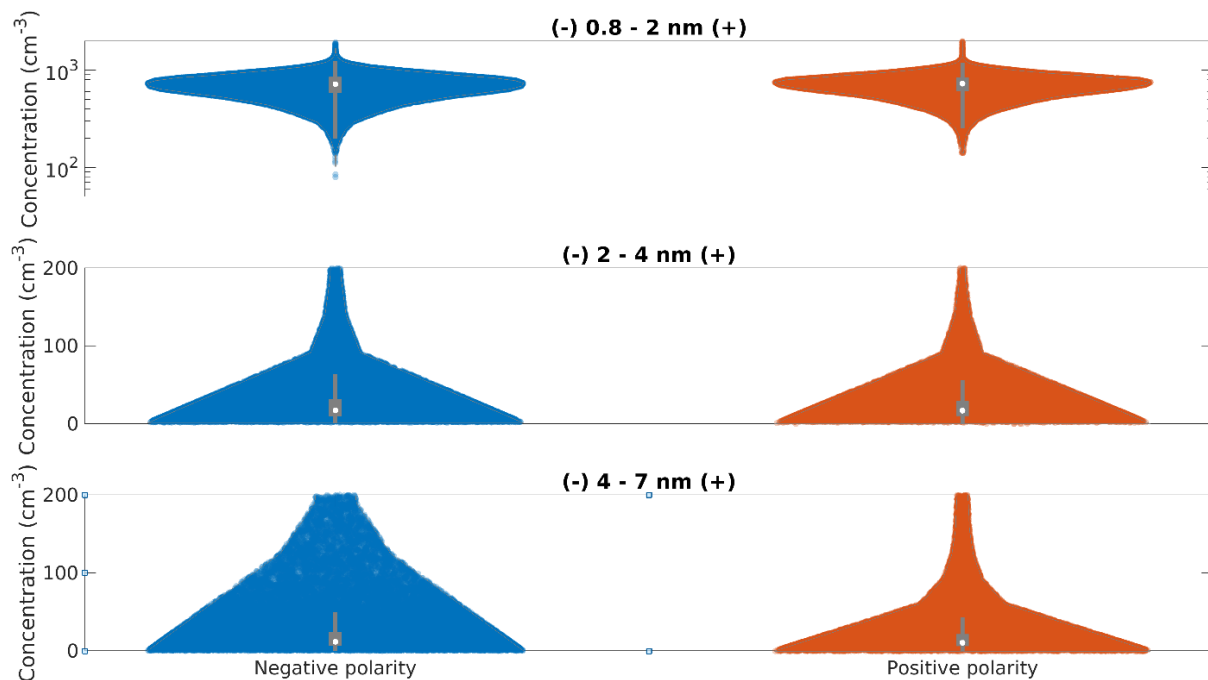 (-) 0.8 - 2 nm (+)
Concentration (cm⁻³)
10³
10²
(-) 2 - 4 nm (+)
Concentration (cm⁻³)
200
100
0
(-) 4 - 7 nm (+)
Concentration (cm⁻³)
200
100
0
Negative polarity
Positive polarity